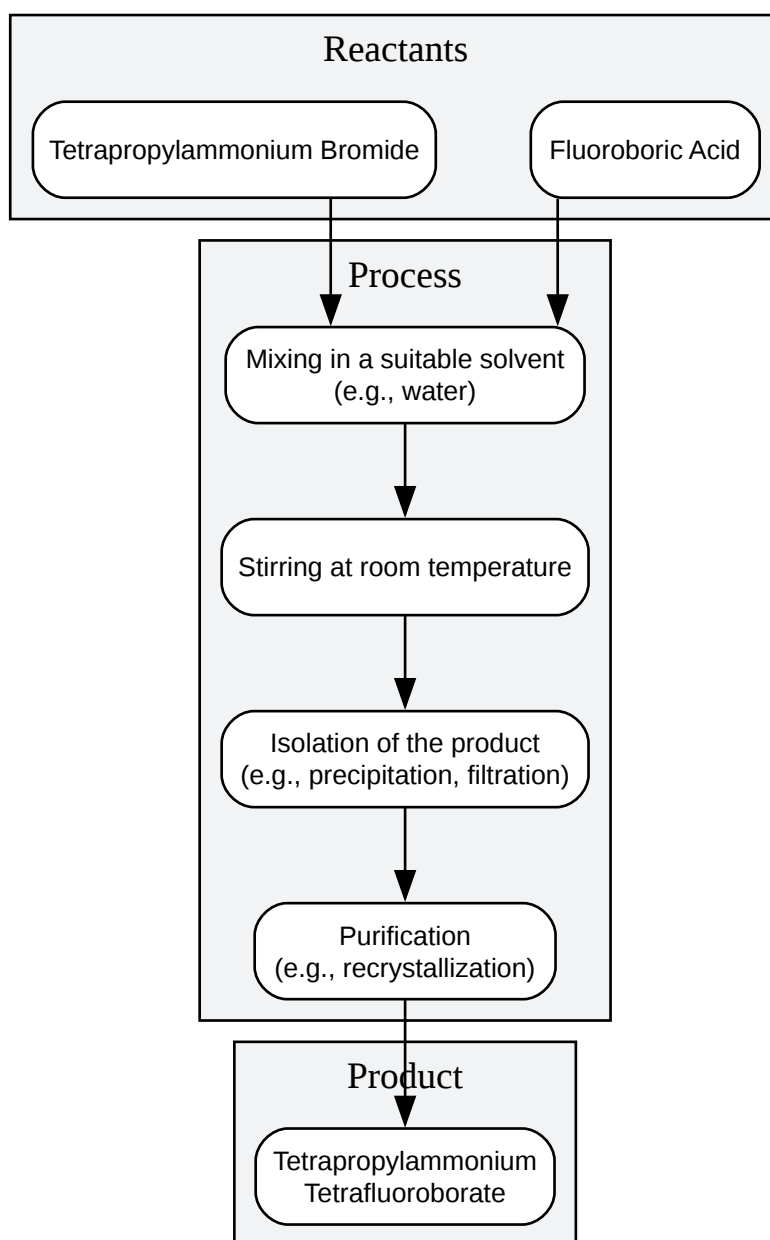 Reactants
Tetrapropylammonium Bromide
Fluoroboric Acid
Process
Mixing in a suitable solvent
(e.g., water)
Stirring at room temperature
Isolation of the product
(e.g., precipitation, filtration)
Purification
(e.g., recrystallization)
Product
Tetrapropylammonium
Tetrafluoroborate